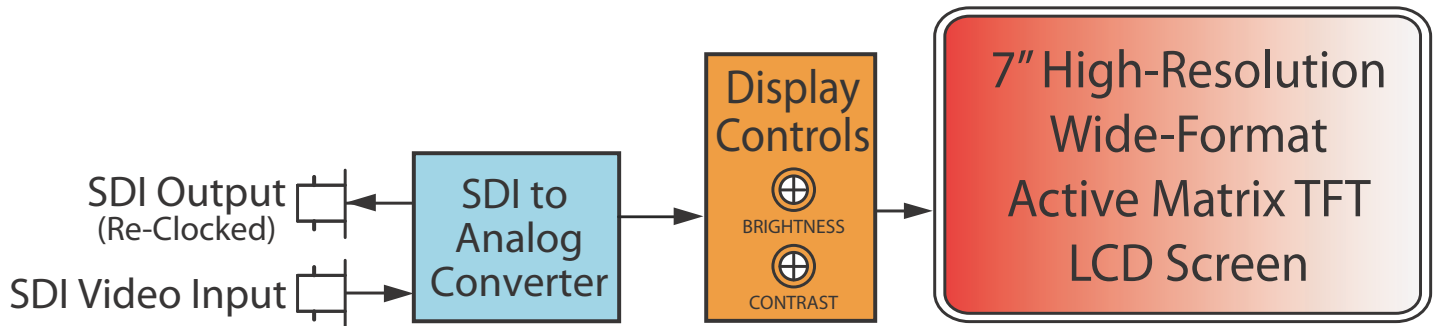 SDI Output
(Re-Clocked)
SDI Video Input
SDI to
Analog
Converter
Display
Controls
BRIGHTNESS
CONTRAST
7” High-Resolution
Wide-Format
Active Matrix TFT
LCD Screen